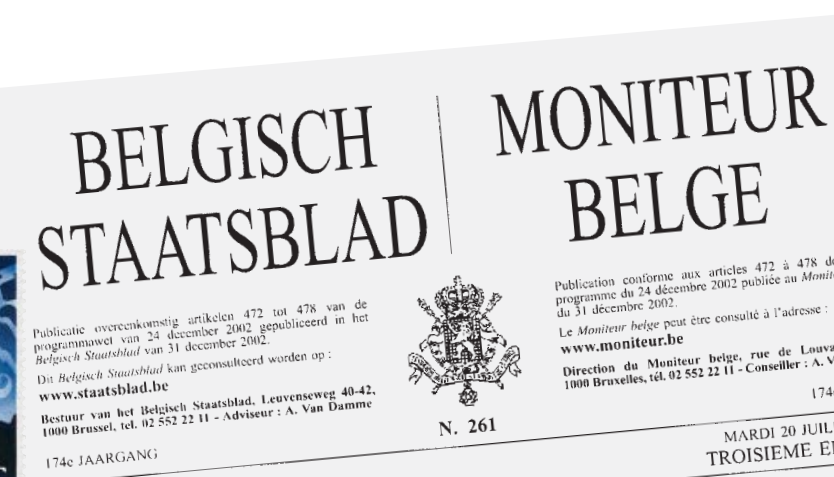 BELGISCH
STAATSBLAD
Publicatie overeenkomstig artikelen 472 tot 478 van de
programmawet van 24 december 2002 gepubliceerd in het
Belgisch Staatsblad van 31 december 2002.
Dit Belgisch Staatsblad kan geconsulteerd worden op :
www.staatsblad.be
Bestuur van het Belgisch Staatsblad, Leuvenseweg 40-42,
1000 Brussel, tel. 02 552 22 11 - Adviseur : A. Van Damme
174e JAARGANG
N. 261
MONITEUR
BELGE
Publication conforme aux articles 472 à 478 de
programme du 24 décembre 2002 publiée au Monite
du 31 décembre 2002.
Le Moniteur belge peut être consulté à l'adresse :
www.moniteur.be
Direction du Moniteur belge, rue de Louva
1000 Bruxelles, tél. 02 552 22 11 - Conseiller : A. V
174e
MARDI 20 JUIL
TROISIEME E